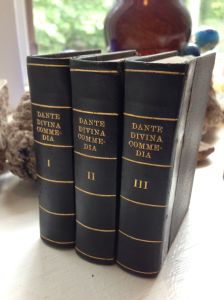 DANTE
DIVINA
COMME-
DIA
I
DANTE
DIVINA
COMME-
DIA
II
DANTE
DIVINA
COMME-
DIA
III